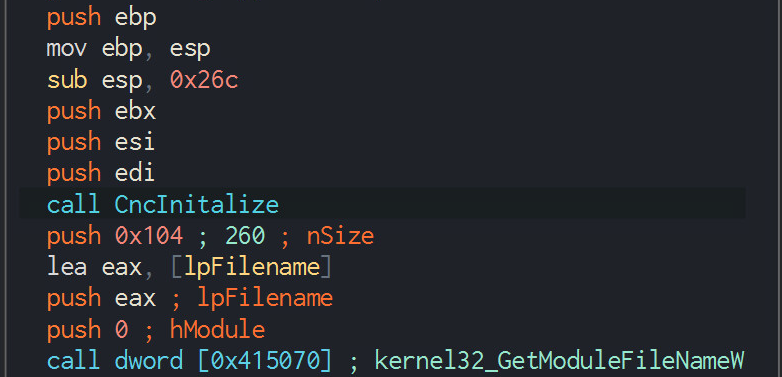 push ebp
mov ebp, esp
sub esp, 0x26c
push ebx
push esi
push edi
call CncInitalize
push 0x104 ; 260 ; nSize
lea eax, [lpFilename]
push eax ; lpFilename
push 0 ; hModule
call dword [0x415070] ; kernel32_GetModuleFileNameW